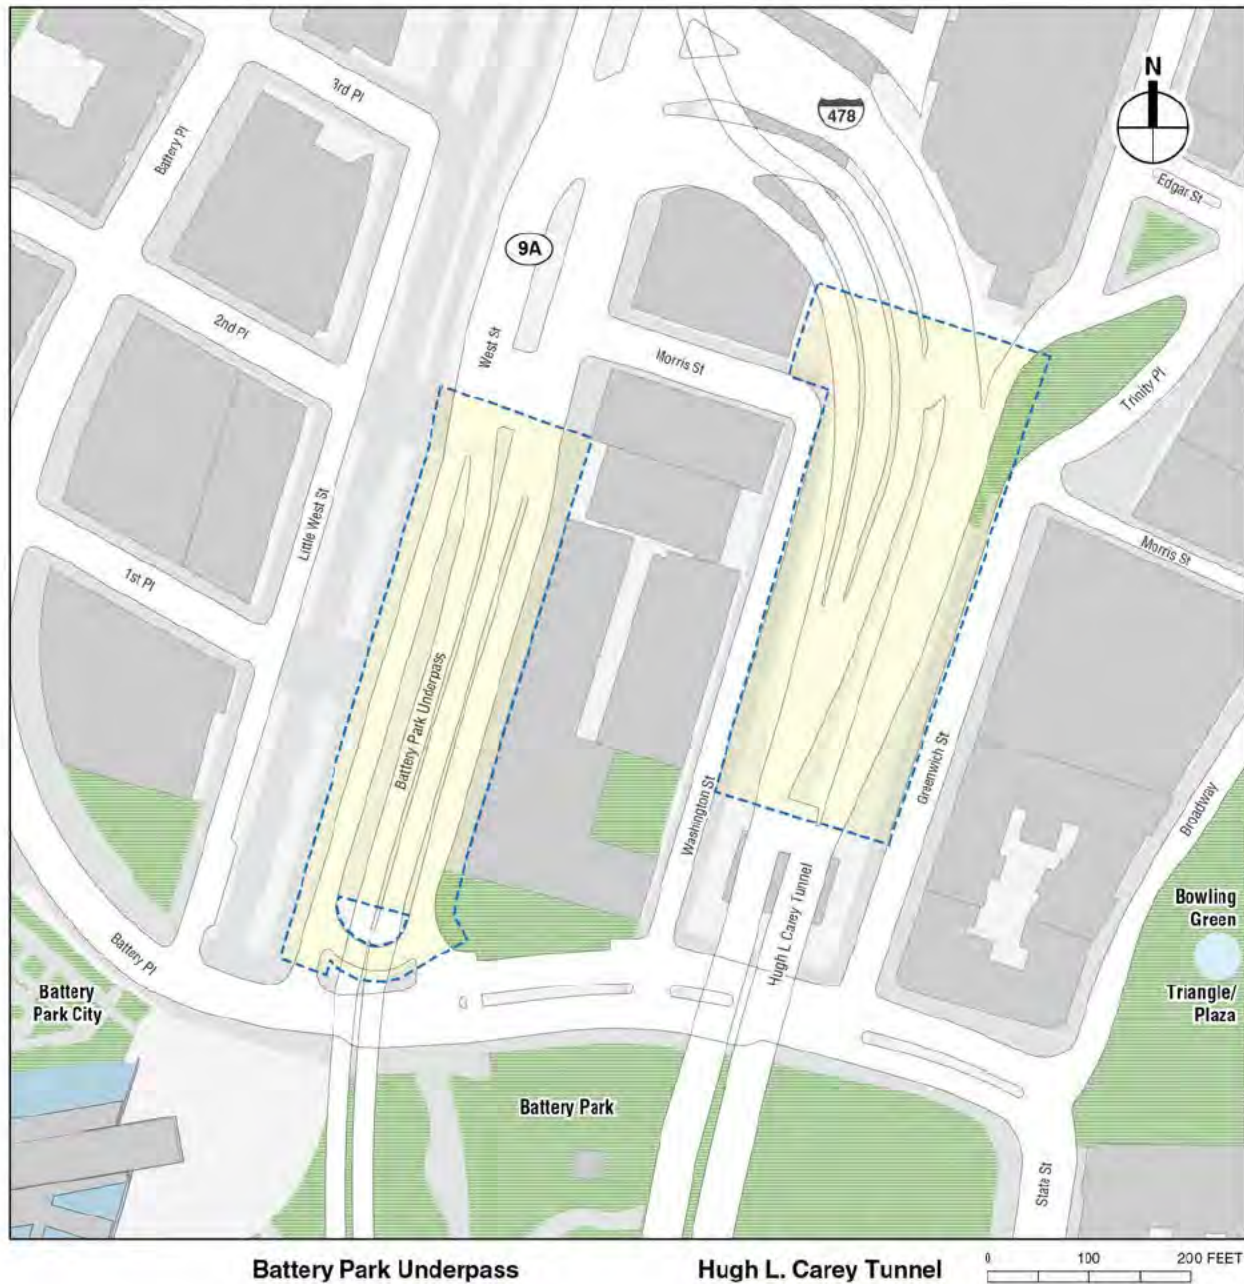 3rd Pl
478
N
Battery Pl
Edgar St
9A
2nd Pl
West St
Morris St
Trinity Pl
Little West St
1st Pl
Morris St
Battery Park Underpass
Greenwich St
Washington St
Broadway
Bowling
Green
Hugh L Carey Tunnel
Battery Pl
Battery
Park City
Triangle/
Plaza
Battery Park
State St
Battery Park Underpass
Hugh L. Carey Tunnel
0 100 200 FEET